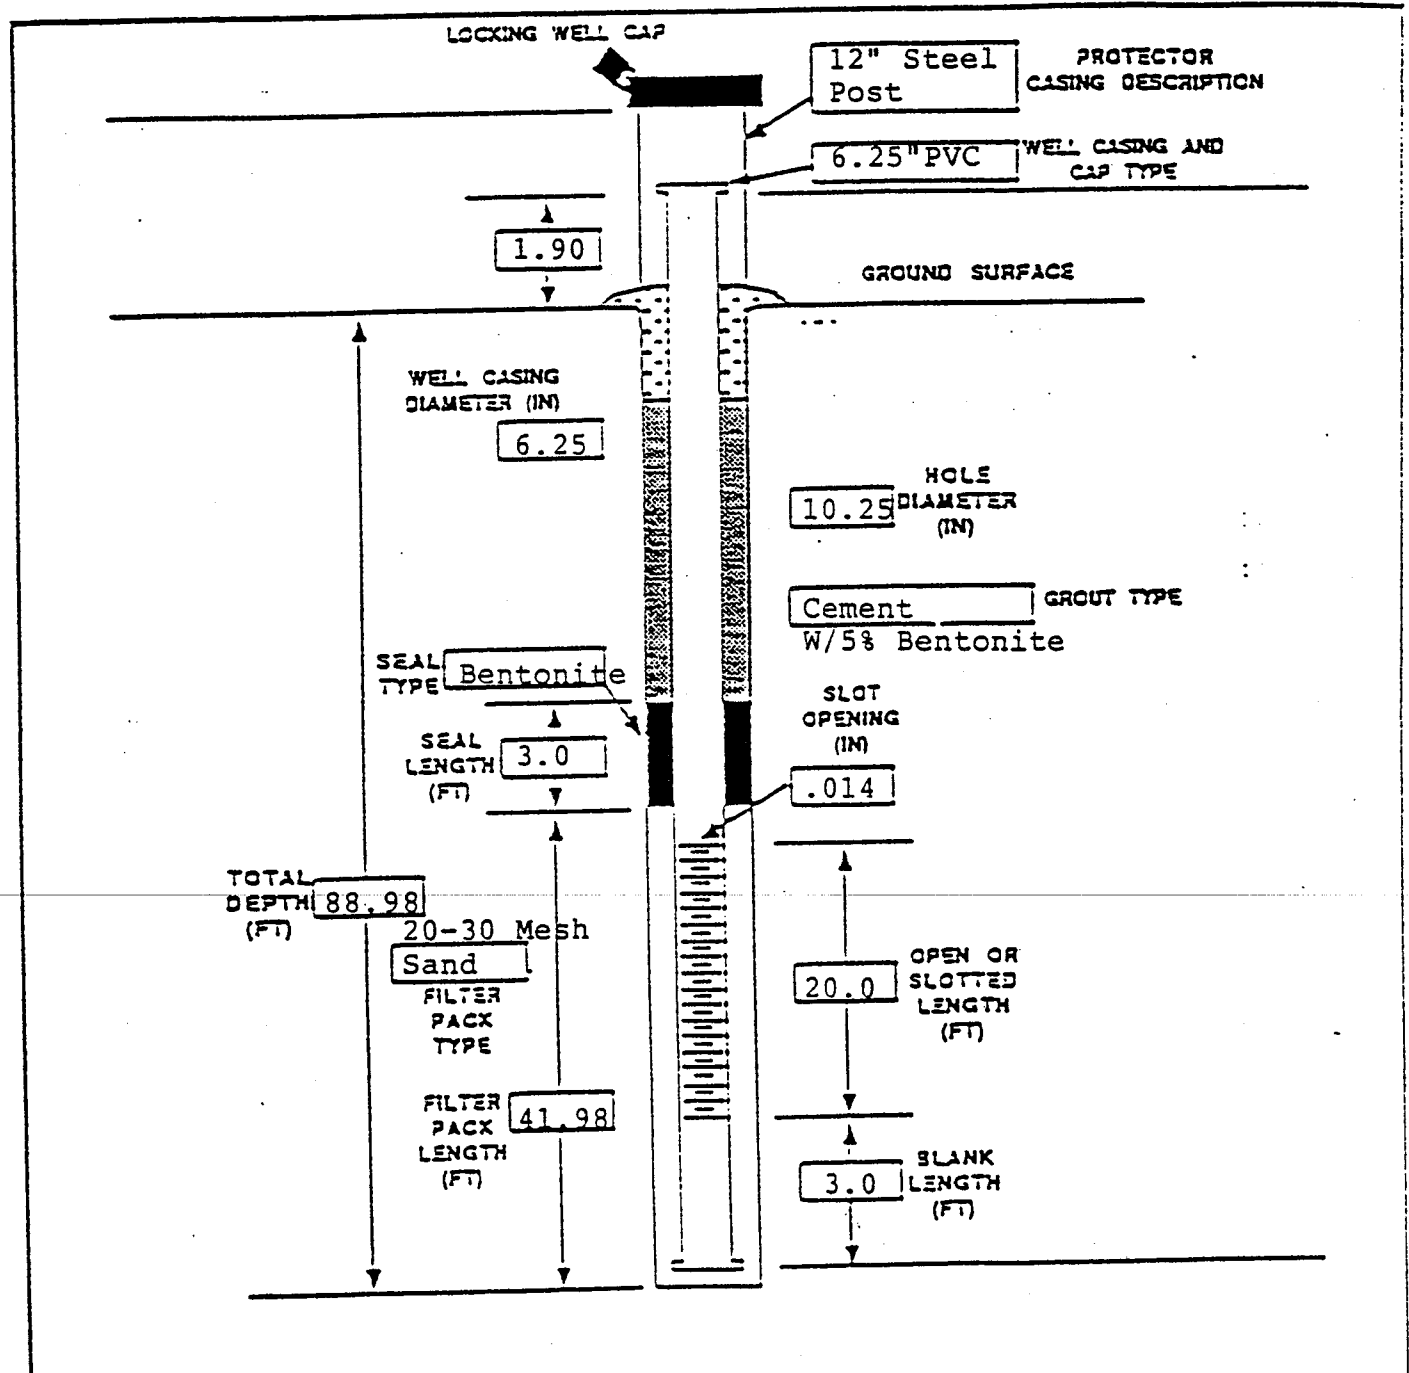 LOCKING WELL CAP
12" Steel
Post
PROTECTOR
CASING DESCRIPTION
6.25"PVC
WELL CASING AND
CAP TYPE
1.90
GROUND SURFACE
WELL CASING
DIAMETER (IN)
6.25
HOLE
DIAMETER
(IN)
10.25
Cement
W/5% Bentonite
GROUT TYPE
SEAL
TYPE
Bentonite
SLOT
OPENING
(IN)
.014
SEAL
LENGTH
(FT)
3.0
TOTAL
DEPTH
(FT)
88.98
20-30 Mesh
Sand
FILTER
PACK
TYPE
20.0
OPEN OR
SLOTTED
LENGTH
(FT)
FILTER
PACK
LENGTH
(FT)
41.98
3.0
BLANK
LENGTH
(FT)